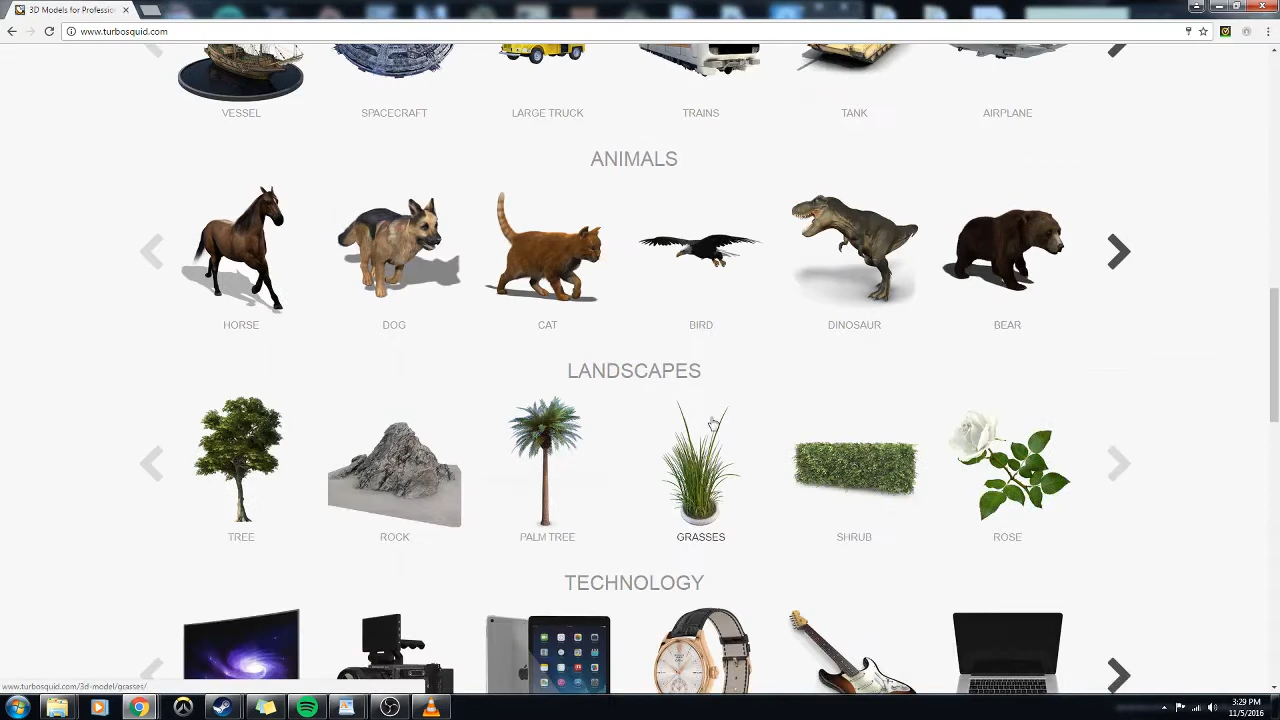 3D Models for Professio
www.turbosquid.com
VESSEL SPACECRAFT LARGE TRUCK TRAINS TANK AIRPLANE
ANIMALS
HORSE DOG CAT BIRD DINOSAUR BEAR
LANDSCAPES
TREE ROCK PALM TREE GRASSES SHRUB ROSE
TECHNOLOGY
www.turbosquid.com/3d-model/grasses/
3:29 PM
11/5/2016